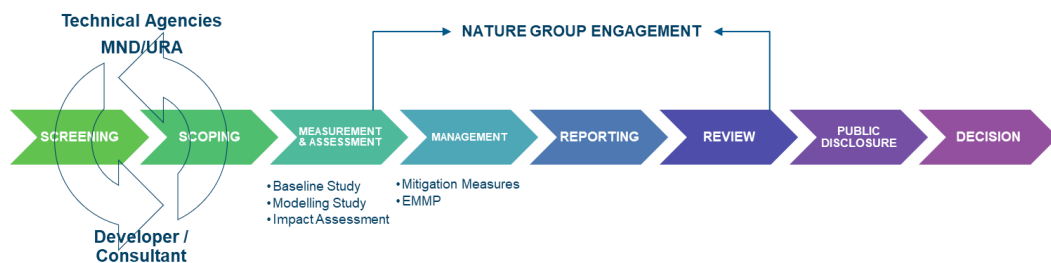 Technical Agencies
MND/URA
NATURE GROUP ENGAGEMENT
SCREENING
SCOPING
MEASUREMENT
& ASSESSMENT
MANAGEMENT
REPORTING
REVIEW
PUBLIC
DISCLOSURE
DECISION
•Baseline Study
•Modelling Study
•Impact Assessment
•Mitigation Measures
•EMMP
Developer /
Consultant